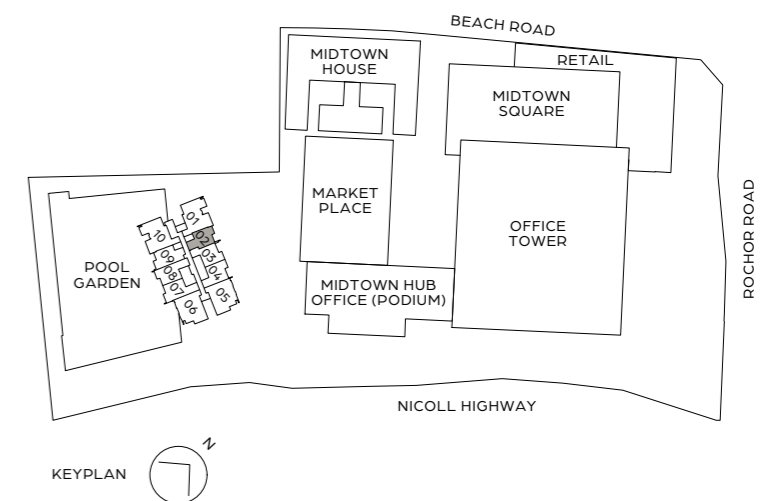 BEACH ROAD
MIDTOWN
HOUSE
RETAIL
MIDTOWN
SQUARE
MARKET
PLACE
OFFICE
TOWER
ROCHOR ROAD
01
02
03
04
05
10
09
08
07
06
POOL
GARDEN
MIDTOWN HUB
OFFICE (PODIUM)
NICOLL HIGHWAY
N
KEYPLAN